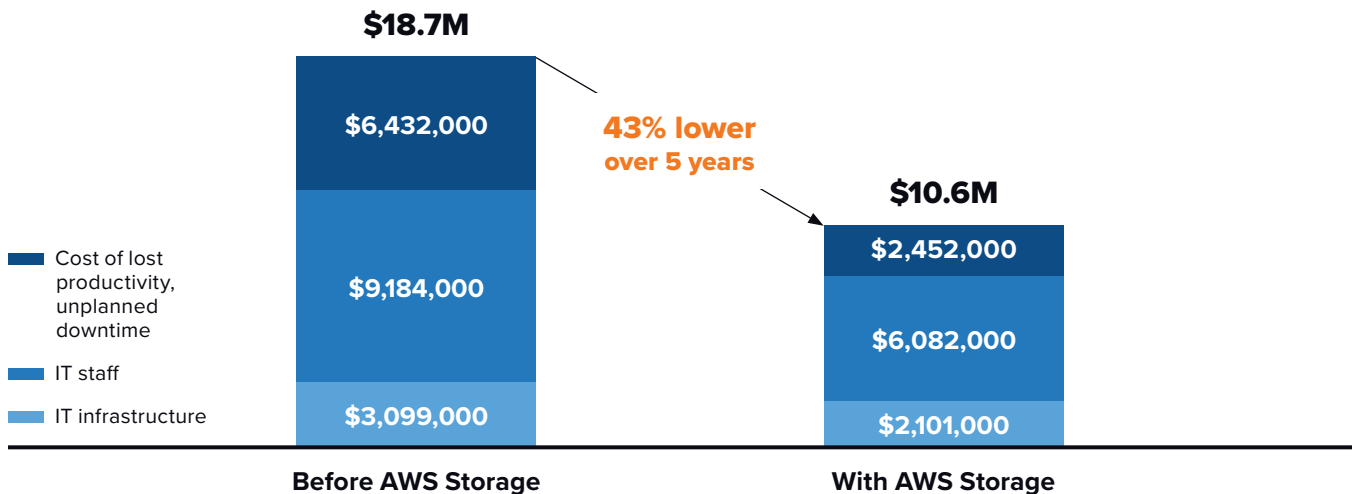 $18.7M
$6,432,000
43% lower
over 5 years
$10.6M
$2,452,000
Cost of lost
productivity,
unplanned
downtime
$9,184,000
$6,082,000
IT staff
IT infrastructure
$3,099,000
$2,101,000
Before AWS Storage
With AWS Storage